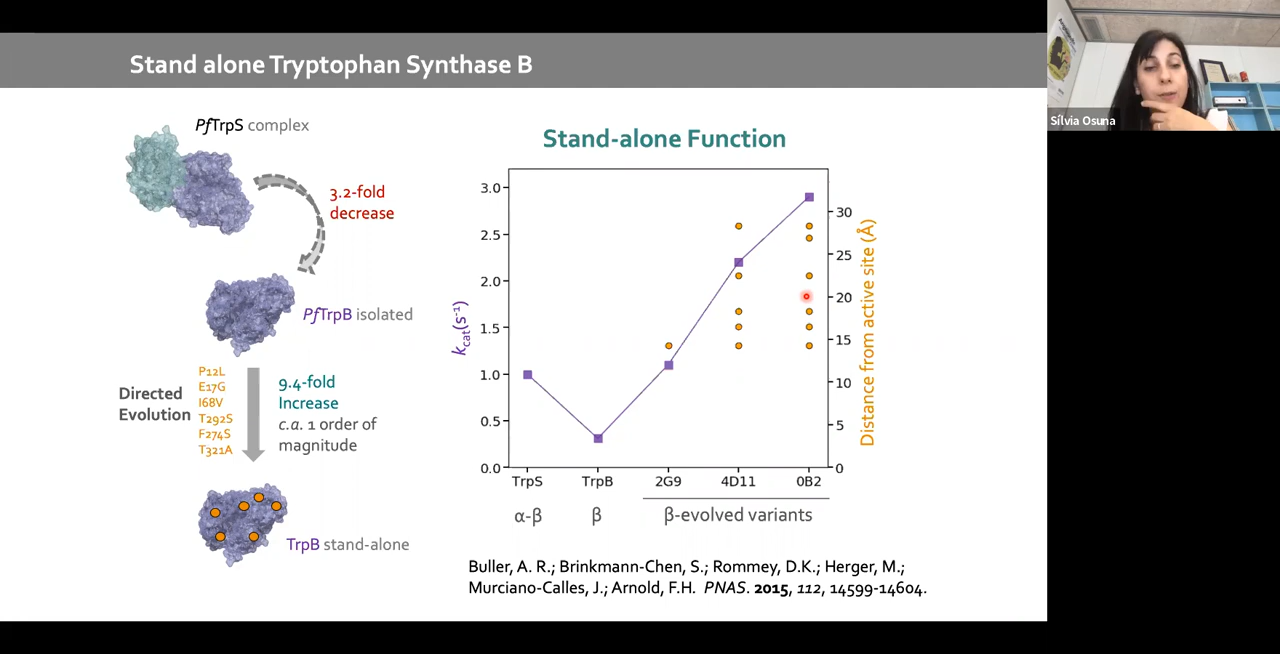 Stand alone Tryptophan Synthase B
Sílvia Osuna
PfTrpS complex
3.2-fold
decrease
PfTrpB isolated
Directed
Evolution
P12L
E17G
I68V
T292S
F274S
T321A
9.4-fold
Increase
c.a. 1 order of
magnitude
TrpB stand-alone
Stand-alone Function
kcat(s-1)
3.0
2.5
2.0
1.5
1.0
0.5
0.0
30
25
20
15
10
5
0
Distance from active site (Å)
TrpS TrpB 2G9 4D11 0B2
α-β β β-evolved variants
Buller, A. R.; Brinkmann-Chen, S.; Rommey, D.K.; Herger, M.;
Murciano-Calles, J.; Arnold, F.H. PNAS. 2015, 112, 14599-14604.